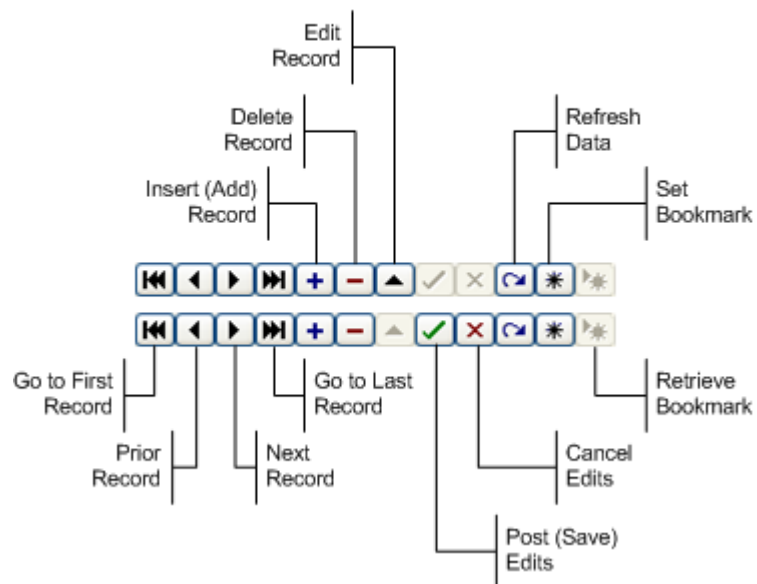 Edit
Record
Delete
Record
Refresh
Data
Insert (Add)
Record
Set
Bookmark
Go to First
Record
Go to Last
Record
Retrieve
Bookmark
Prior
Record
Next
Record
Cancel
Edits
Post (Save)
Edits